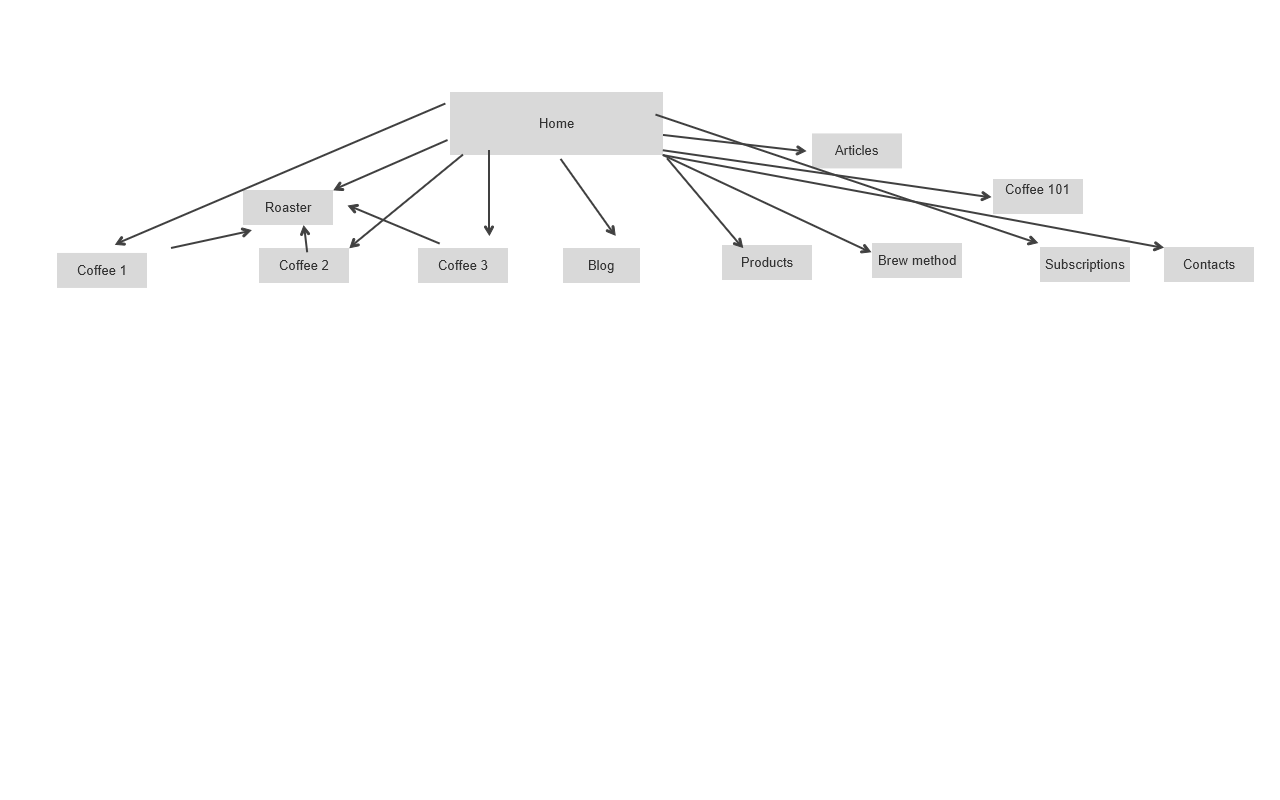 Home
Articles
Coffee 101
Roaster
Coffee 1
Coffee 2
Coffee 3
Blog
Products
Brew method
Subscriptions
Contacts